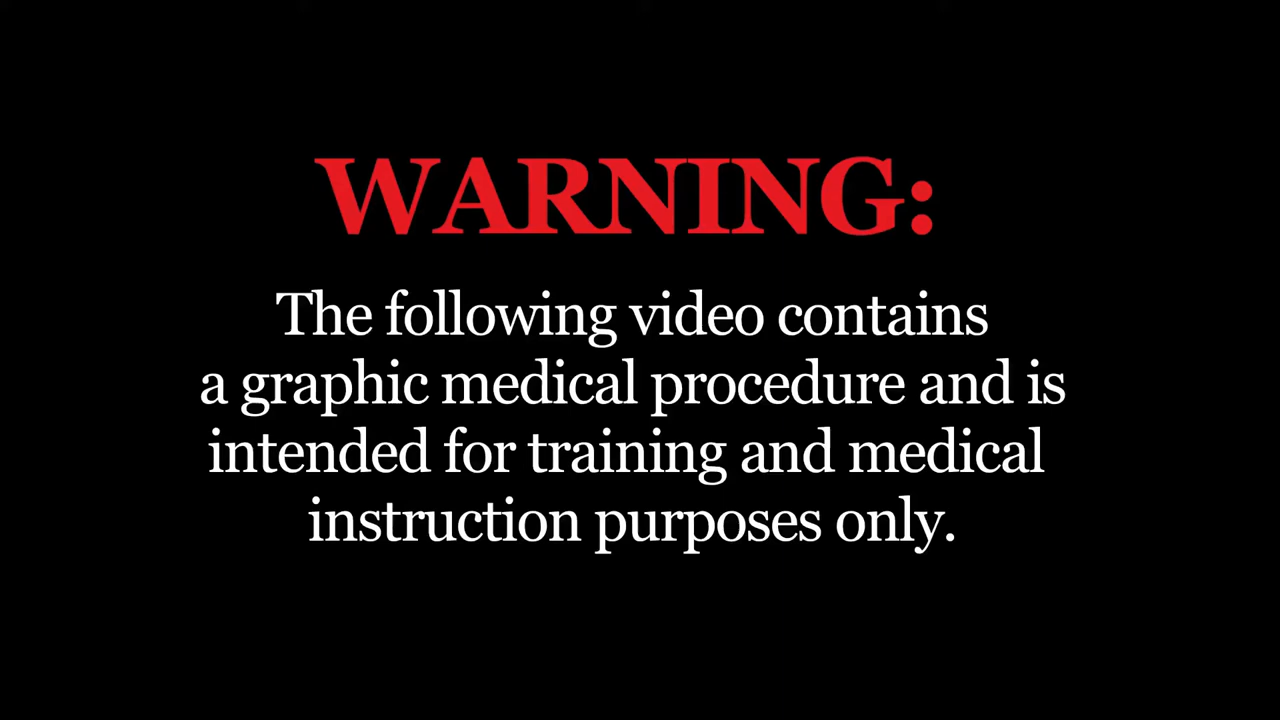 WARNING:
The following video contains
a graphic medical procedure and is
intended for training and medical
instruction purposes only.